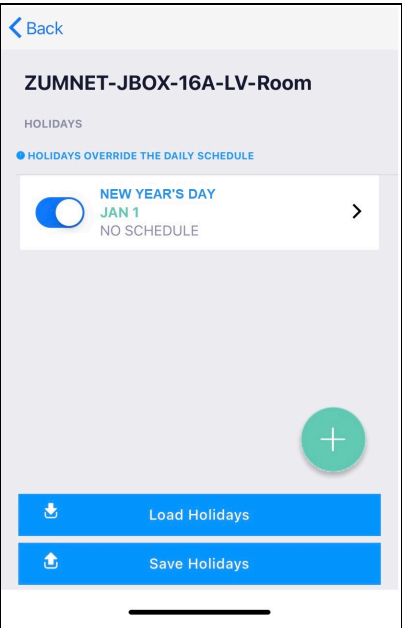 Back
ZUMNET-JBOX-16A-LV-Room
HOLIDAYS
HOLIDAYS OVERRIDE THE DAILY SCHEDULE
NEW YEAR'S DAY
JAN 1
NO SCHEDULE
Load Holidays
Save Holidays